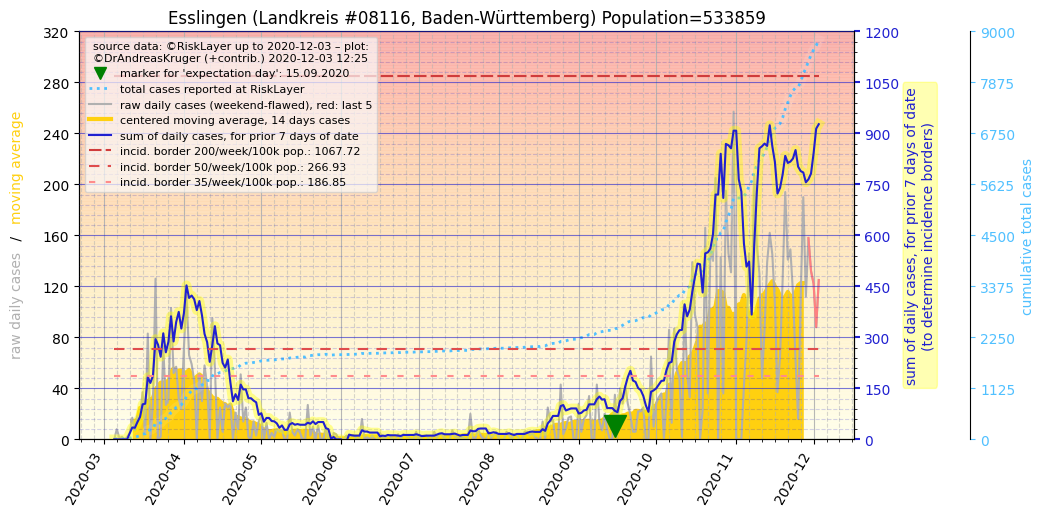 Esslingen (Landkreis #08116, Baden-Württemberg) Population=533859
source data: ©RiskLayer up to 2020-12-03 – plot:
©DrAndreasKruger (+contrib.) 2020-12-03 12:25
marker for 'expectation day': 15.09.2020
total cases reported at RiskLayer
raw daily cases (weekend-flawed), red: last 5
centered moving average, 14 days cases
sum of daily cases, for prior 7 days of date
incid. border 200/week/100k pop.: 1067.72
incid. border 50/week/100k pop.: 266.93
incid. border 35/week/100k pop.: 186.85
raw daily cases / moving average
320
280
240
200
160
120
80
40
0
2020-03
2020-04
2020-05
2020-06
2020-07
2020-08
2020-09
2020-10
2020-11
2020-12
1200
1050
900
750
600
450
300
150
0
sum of daily cases, for prior 7 days of date
(to determine incidence borders)
9000
7875
6750
5625
4500
3375
2250
1125
0
cumulative total cases